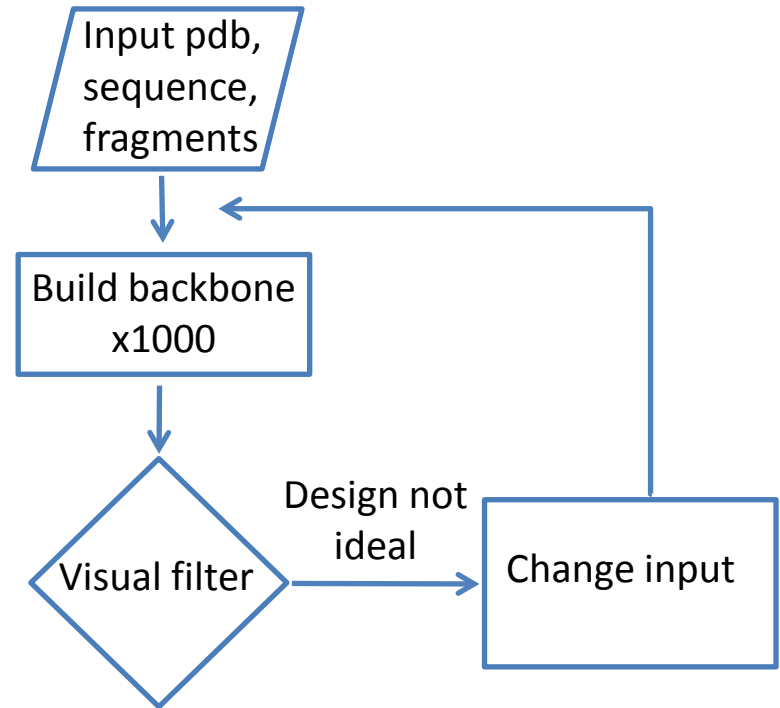 Input pdb,
sequence,
fragments
Build backbone
x1000
Design not
ideal
Visual filter
Change input